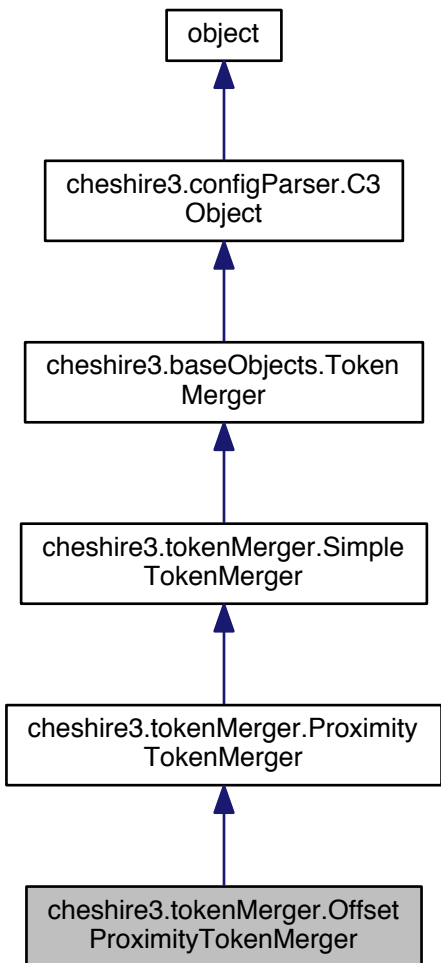 object
cheshire3.configParser.C3
Object
cheshire3.baseObjects.Token
Merger
cheshire3.tokenMerger.Simple
TokenMerger
cheshire3.tokenMerger.Proximity
TokenMerger
cheshire3.tokenMerger.Offset
ProximityTokenMerger